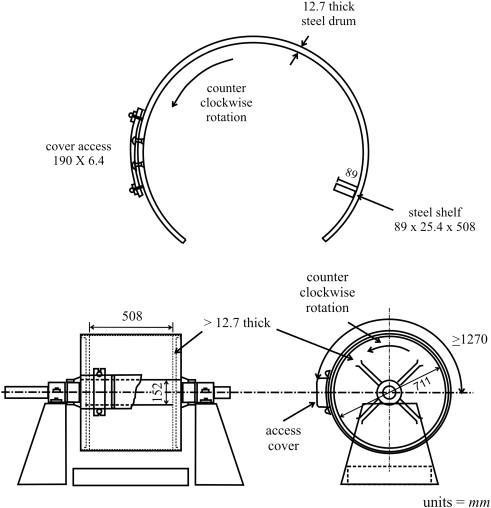 12.7 thick
steel drum
counter
clockwise
rotation
cover access
190 X 6.4
89
steel shelf
89 x 25.4 x 508
counter
clockwise
rotation
508
> 12.7 thick
≥1270
152
711
access
cover
units = mm